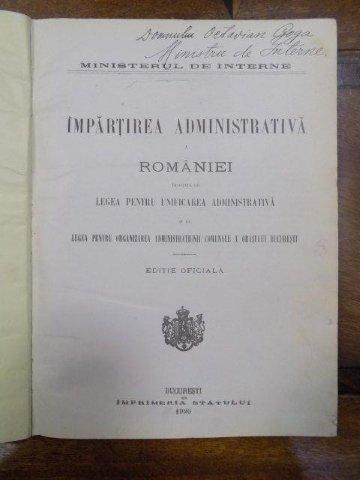 Domnului Octavian Goga
Ministru de Interne
MINISTERUL DE INTERNE
ÎMPĂRȚIREA ADMINISTRATIVĂ
A
ROMÂNIEI
LEGEA PENTRU UNIFICAREA ADMINISTRATIVĂ
LEGEA PENTRU ORGANIZAREA ADMINISTRAȚIUNII COMUNALE A ORAȘULUI BUCUREȘTI
EDIȚIE OFICIALĂ
BUCUREȘTI
IMPRIMERIA STATULUI
1926